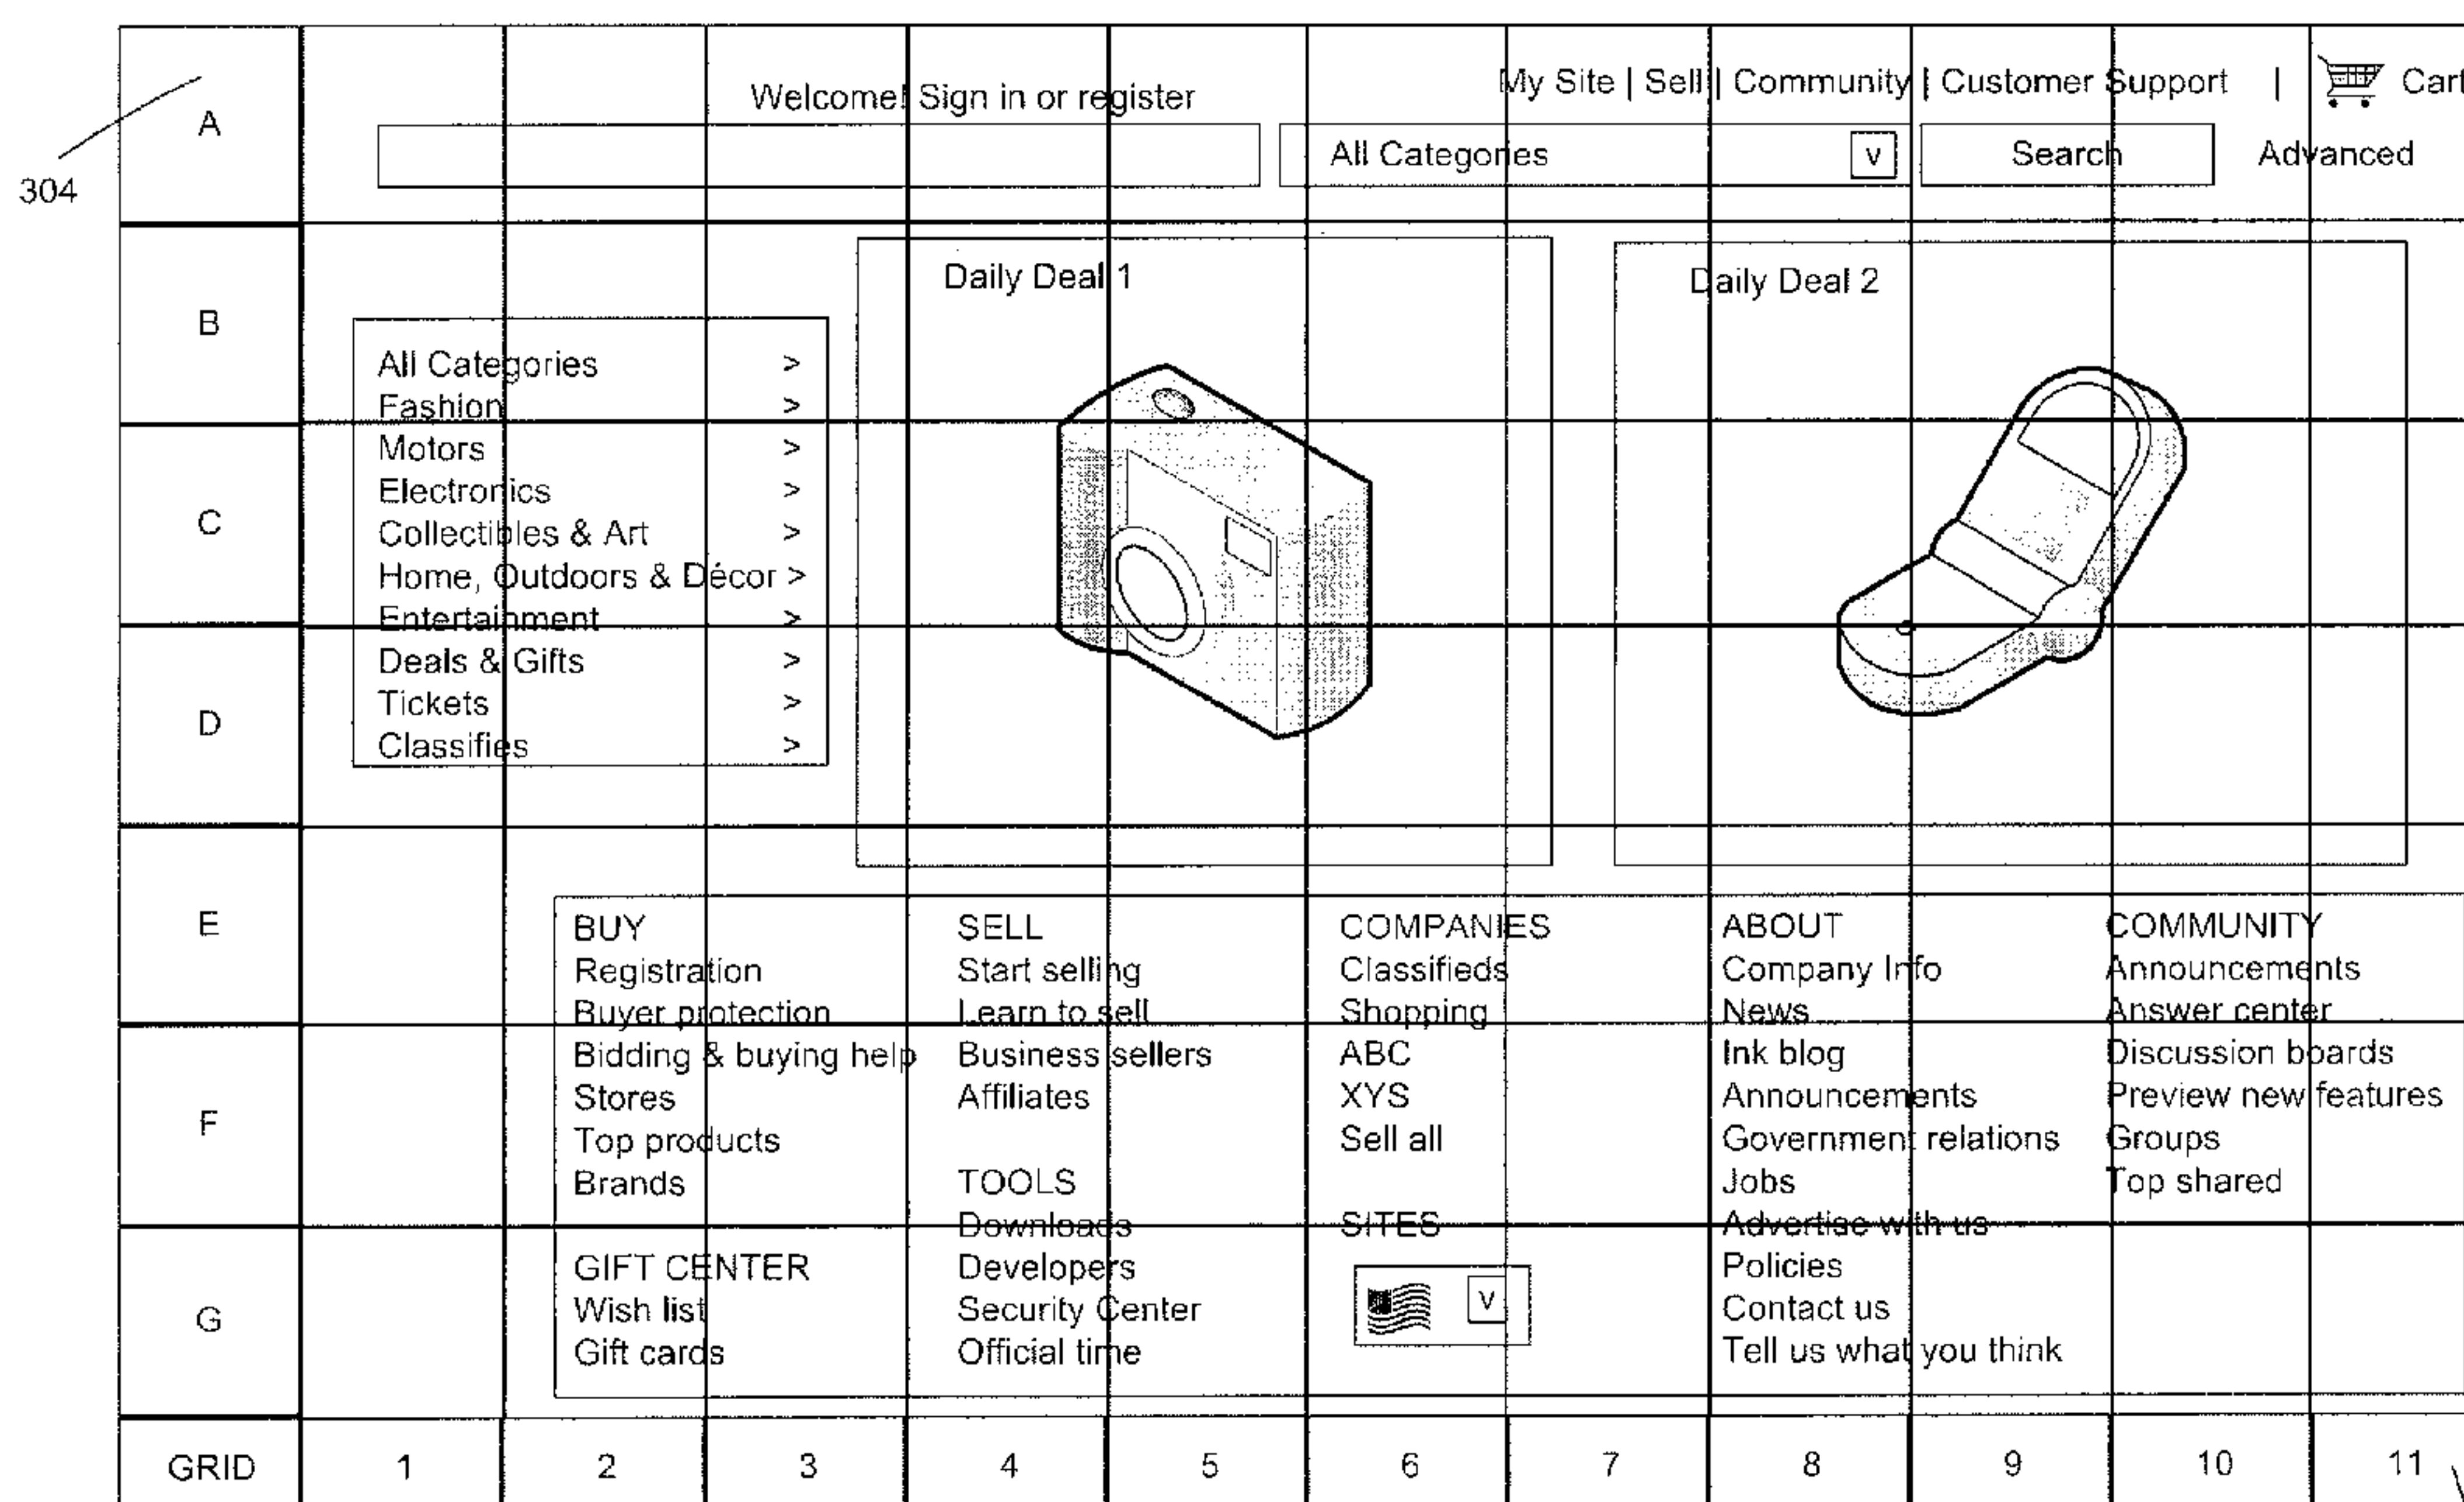 My Site | Sell | Community | Customer Support | Cart
Welcome! Sign in or register
A
All Categories v Search Advanced
304
Daily Deal 1
Daily Deal 2
B
All Categories >
Fashion >
Motors >
Electronics >
C
Collectibles & Art >
Home, Outdoors & Décor >
Entertainment >
Deals & Gifts >
Tickets >
D
Classifies >
E
BUY
Registration
Buyer protection
Bidding & buying help
Stores
Top products
Brands
GIFT CENTER
Wish list
Gift cards
SELL
Start selling
Learn to sell
Business sellers
Affiliates
TOOLS
Downloads
Developers
Security Center
Official time
COMPANIES
Classifieds
Shopping
ABC
XYS
Sell all
SITES
v
ABOUT
Company Info
News
Ink blog
Announcements
Government relations
Jobs
Advertise with us
Policies
Contact us
Tell us what you think
COMMUNITY
Announcements
Answer center
Discussion boards
Preview new features
Groups
Top shared
F
G
GRID 1 2 3 4 5 6 7 8 9 10 11